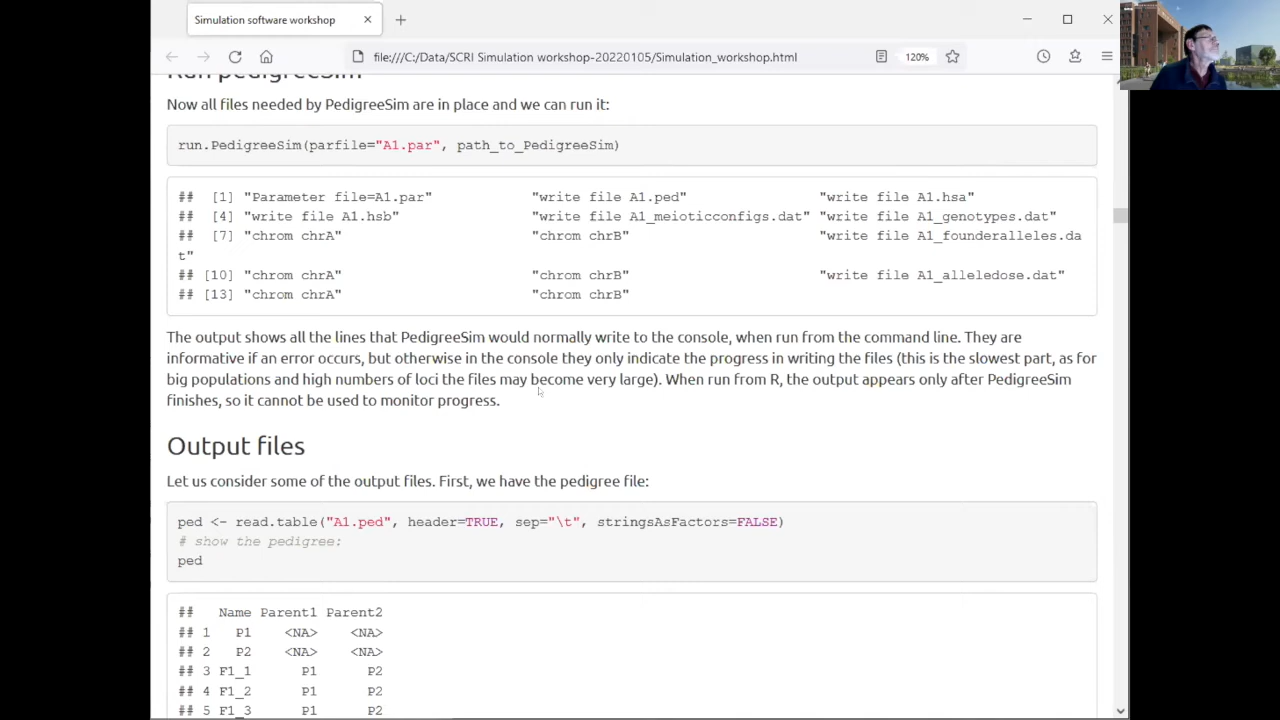 Simulation software workshop
file:///C:/Data/SCRI Simulation workshop-20220105/Simulation_workshop.html
120%
Run pedigreeSim
Now all files needed by PedigreeSim are in place and we can run it:
run.PedigreeSim(parfile="A1.par", path_to_PedigreeSim)
## [1] "Parameter file=A1.par" "write file A1.ped" "write file A1.hsa"
## [4] "write file A1.hsb" "write file A1_meioticconfigs.dat" "write file A1_genotypes.dat"
## [7] "chrom chrA" "chrom chrB" "write file A1_founderalleles.da
t"
## [10] "chrom chrA" "chrom chrB" "write file A1_alleledose.dat"
## [13] "chrom chrA" "chrom chrB"
The output shows all the lines that PedigreeSim would normally write to the console, when run from the command line. They are
informative if an error occurs, but otherwise in the console they only indicate the progress in writing the files (this is the slowest part, as for
big populations and high numbers of loci the files may become very large). When run from R, the output appears only after PedigreeSim
finishes, so it cannot be used to monitor progress.
Output files
Let us consider some of the output files. First, we have the pedigree file:
ped <- read.table("A1.ped", header=TRUE, sep="\t", stringsAsFactors=FALSE)
# show the pedigree:
ped
## Name Parent1 Parent2
## 1 P1 <NA> <NA>
## 2 P2 <NA> <NA>
## 3 F1_1 P1 P2
## 4 F1_2 P1 P2
## 5 F1_3 P1 P2